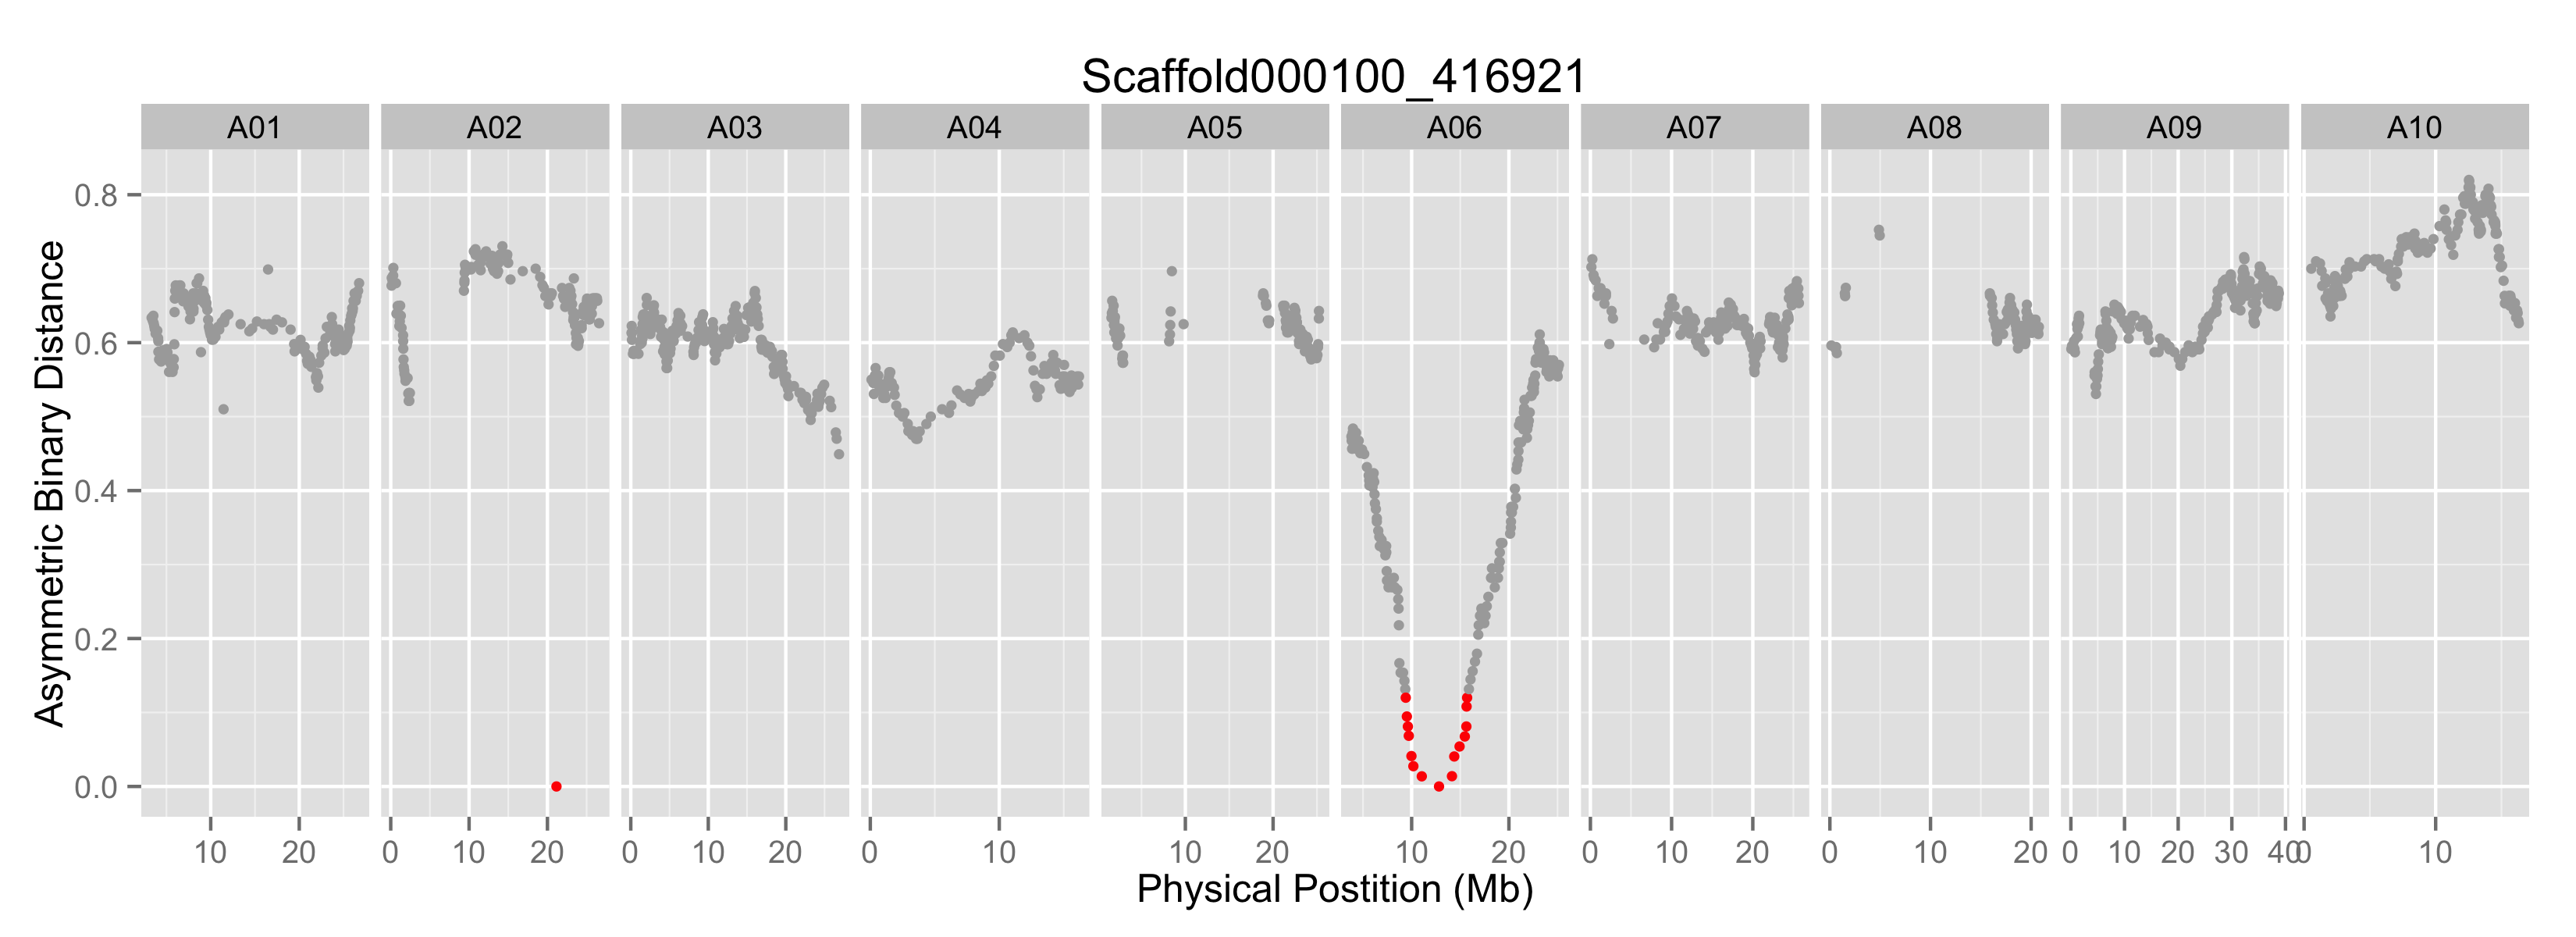 Scaffold000100_416921
A01 A02 A03 A04 A05 A06 A07 A08 A09 A10
Asymmetric Binary Distance
0.8
0.6
0.4
0.2
0.0
10 20 0 10 20 0 10 20 0 10 10 20 10 20 0 10 20 0 10 20 0 10 20 30 40 0 10
Physical Postition (Mb)